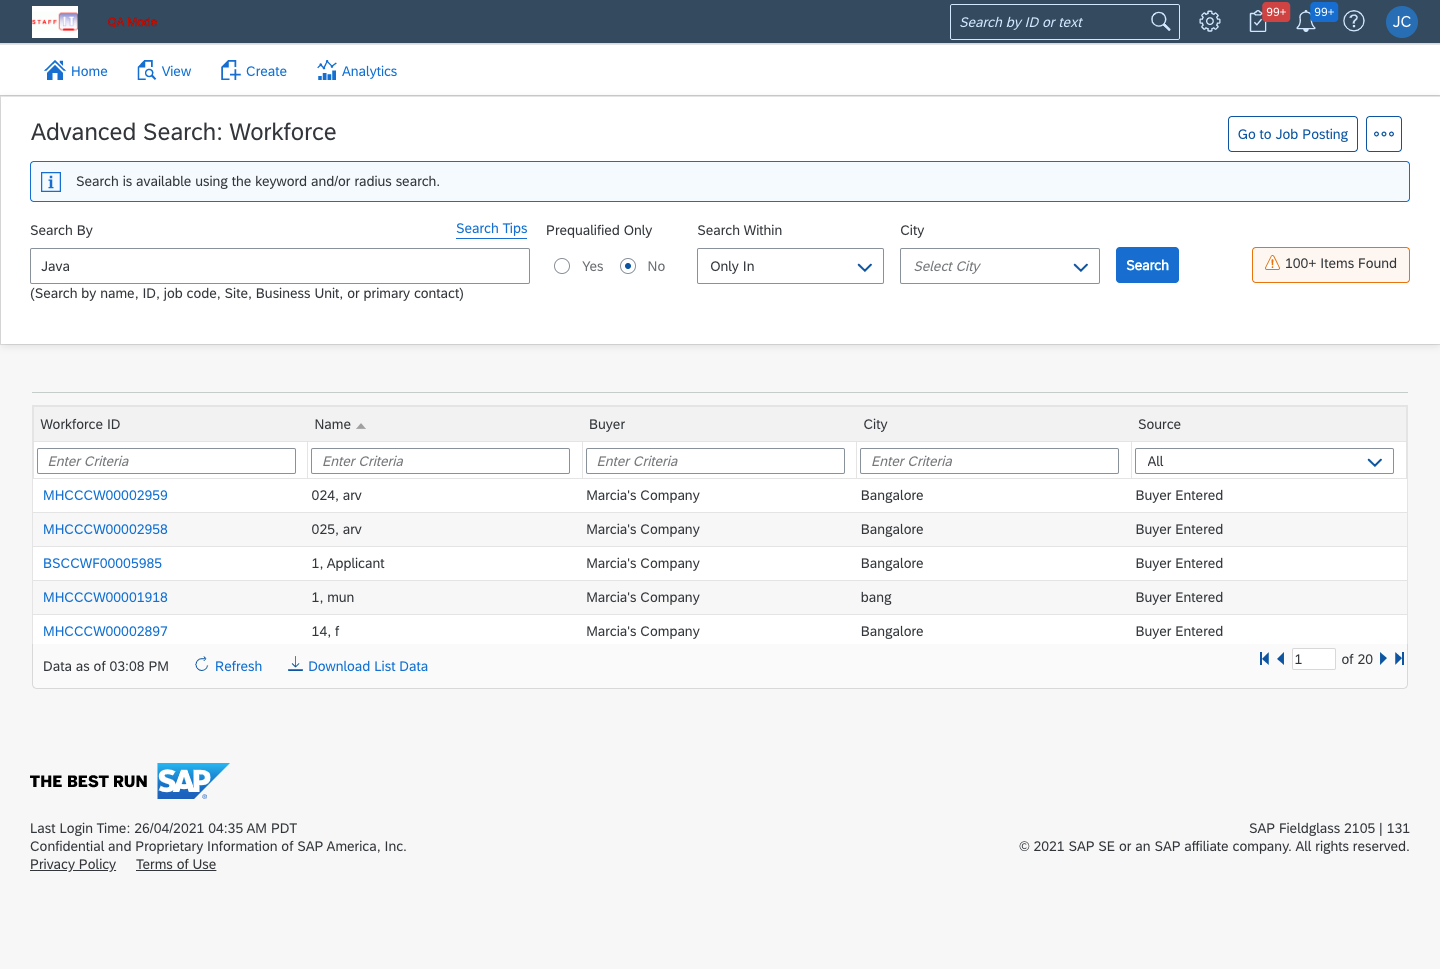 STAFF IT QA Mode Search by ID or text 99+ 99+ JC
Home View Create Analytics
Advanced Search: Workforce
Go to Job Posting
Search is available using the keyword and/or radius search.
Search By Search Tips Prequalified Only Search Within City
Java Yes No Only In Select City Search 100+ Items Found
(Search by name, ID, job code, Site, Business Unit, or primary contact)
Workforce ID Name Buyer City Source
Enter Criteria Enter Criteria Enter Criteria Enter Criteria All
MHCCCW00002959 024, arv Marcia's Company Bangalore Buyer Entered
MHCCCW00002958 025, arv Marcia's Company Bangalore Buyer Entered
BSCCWF00005985 1, Applicant Marcia's Company Bangalore Buyer Entered
MHCCCW00001918 1, mun Marcia's Company bang Buyer Entered
MHCCCW00002897 14, f Marcia's Company Bangalore Buyer Entered
Data as of 03:08 PM Refresh Download List Data 1 of 20
THE BEST RUN SAP®
Last Login Time: 26/04/2021 04:35 AM PDT SAP Fieldglass 2105 | 131
Confidential and Proprietary Information of SAP America, Inc. © 2021 SAP SE or an SAP affiliate company. All rights reserved.
Privacy Policy Terms of Use